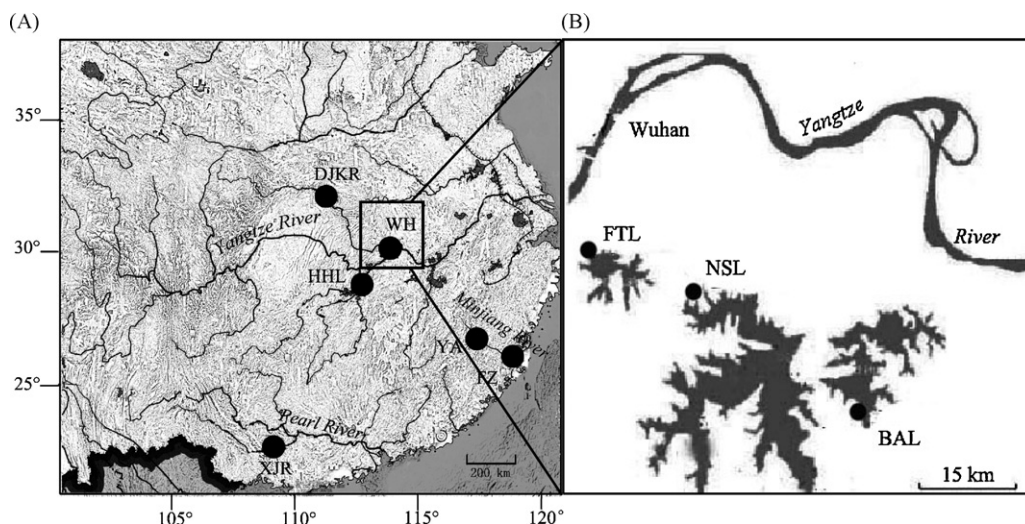 (A)
(B)
35°
30°
25°
105°
110°
115°
120°
DJKR
WH
Yangtze River
HHL
Minjiang River
YA
FZ
Pearl River
XJR
200 km
Wuhan
Yangtze
River
FTL
NSL
BAL
15 km